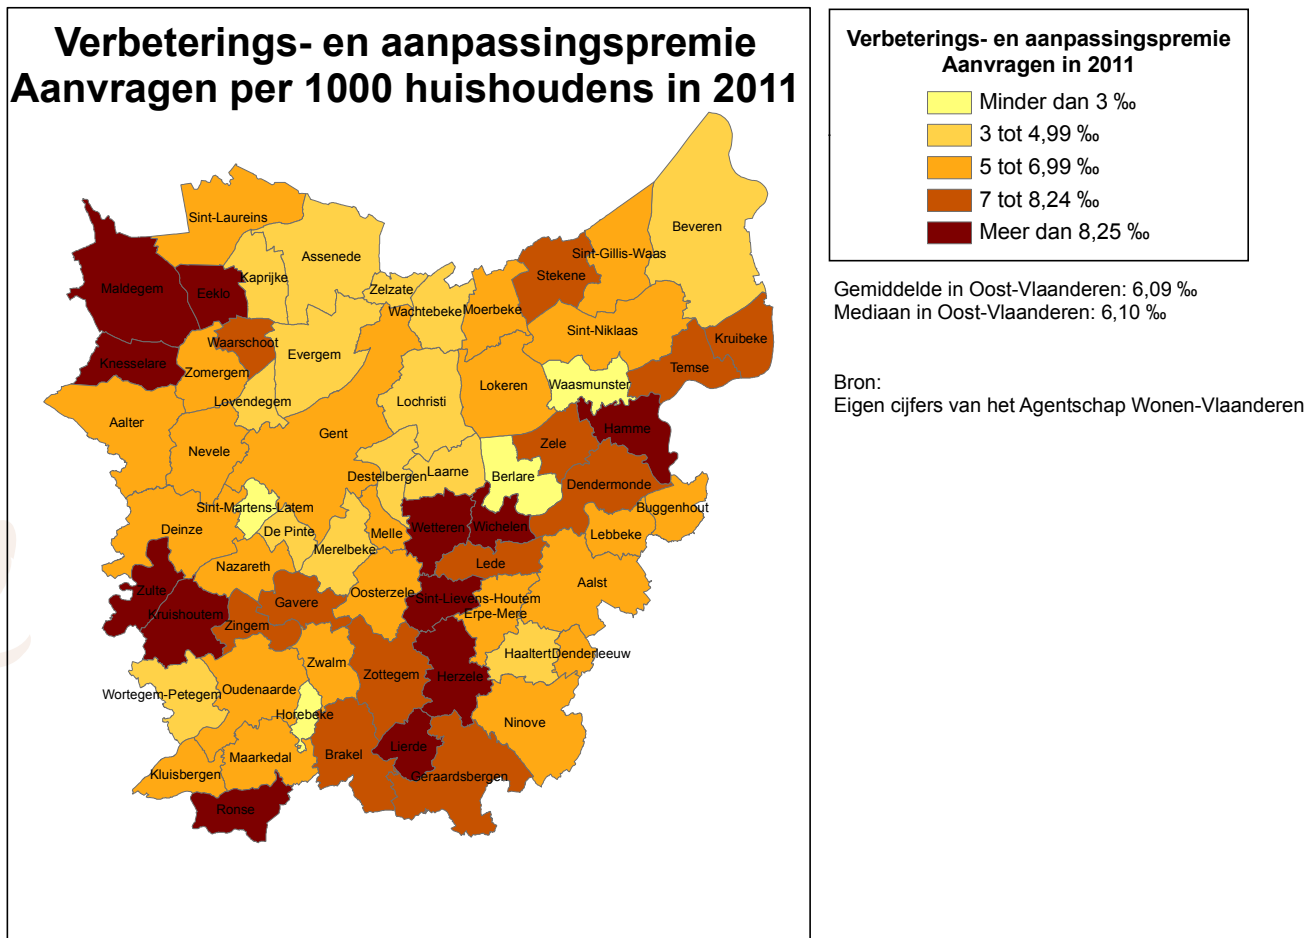 Verbeterings- en aanpassingspremie
Aanvragen per 1000 huishoudens in 2011
Verbeterings- en aanpassingspremie
Aanvragen in 2011
Minder dan 3 ‰
3 tot 4,99 ‰
5 tot 6,99 ‰
7 tot 8,24 ‰
Meer dan 8,25 ‰
Gemiddelde in Oost-Vlaanderen: 6,09 ‰
Mediaan in Oost-Vlaanderen: 6,10 ‰
Bron:
Eigen cijfers van het Agentschap Wonen-Vlaanderen
Sint-Laureins
Beveren
Assenede
Sint-Gillis-Waas
Kaprijke
Stekene
Maldegem
Eeklo
Zelzate
Wachtebeke
Moerbeke
Sint-Niklaas
Waarschoot
Kruibeke
Evergem
Knesselare
Zomergem
Temse
Lokeren
Waasmunster
Lovendegem
Lochristi
Aalter
Hamme
Gent
Zele
Nevele
Laarne
Destelbergen
Berlare
Dendermonde
Sint-Martens-Latem
Buggenhout
Deinze
De Pinte
Melle
Wetteren
Wichelen
Lebbeke
Merelbeke
Nazareth
Lede
Aalst
Zulte
Oosterzele
Sint-Lievens-Houtem
Gavere
Kruishoutem
Erpe-Mere
Zingem
Haaltert
Denderleeuw
Zwalm
Zottegem
Herzele
Oudenaarde
Wortegem-Petegem
Horebeke
Ninove
Lierde
Brakel
Maarkedal
Kluisbergen
Geraardsbergen
Ronse